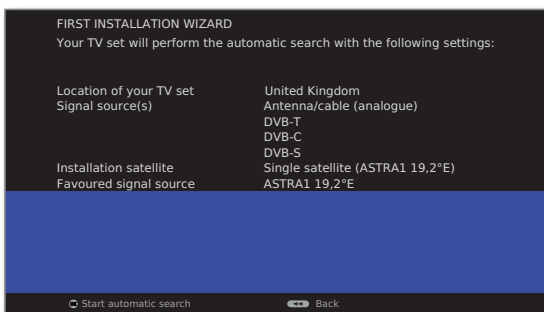 FIRST INSTALLATION WIZARD
Your TV set will perform the automatic search with the following settings:
Location of your TV set United Kingdom
Signal source(s) Antenna/cable (analogue)
DVB-T
DVB-C
DVB-S
Installation satellite Single satellite (ASTRA1 19,2°E)
Favoured signal source ASTRA1 19,2°E
OK Start automatic search ◄◄ Back